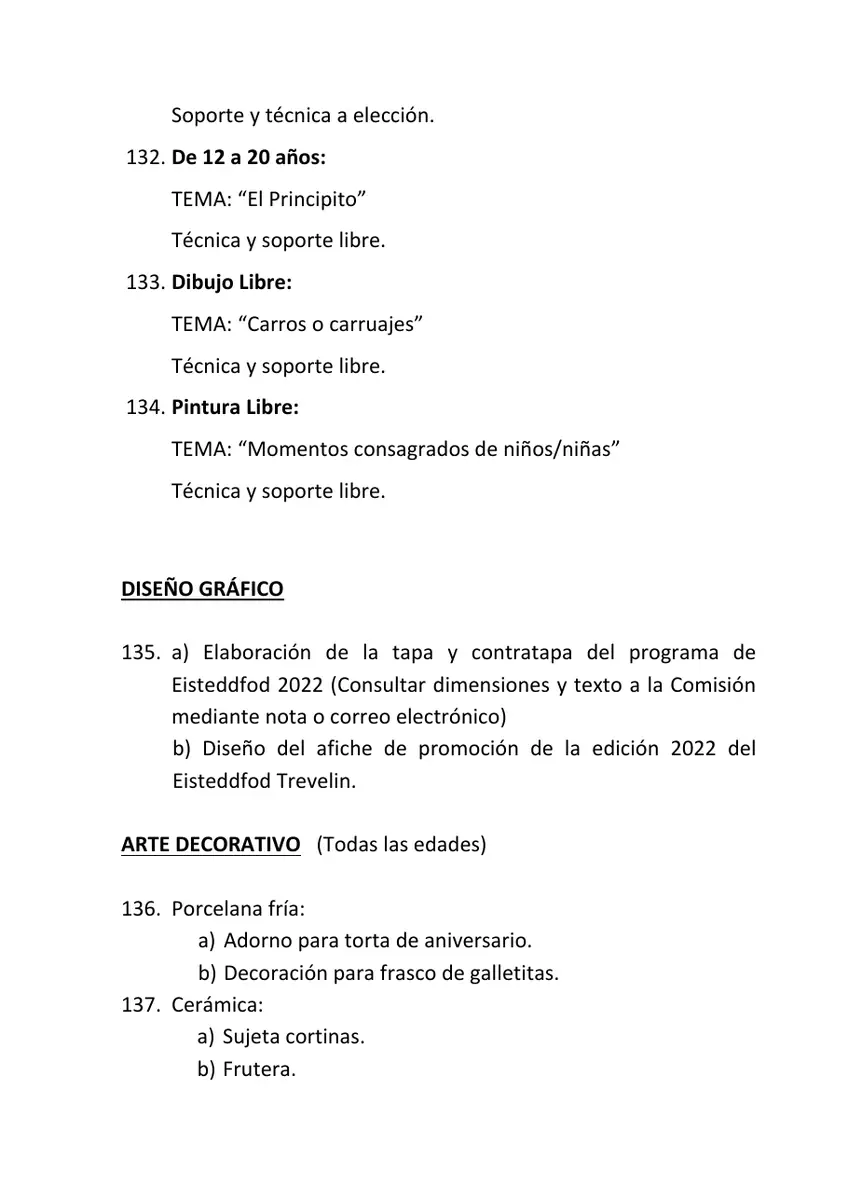 Soporte y técnica a elección.
132. De 12 a 20 años:
TEMA: “El Principito”
Técnica y soporte libre.
133. Dibujo Libre:
TEMA: “Carros o carruajes”
Técnica y soporte libre.
134. Pintura Libre:
TEMA: “Momentos consagrados de niños/niñas”
Técnica y soporte libre.
DISEÑO GRÁFICO
135. a) Elaboración de la tapa y contratapa del programa de
Eisteddfod 2022 (Consultar dimensiones y texto a la Comisión
mediante nota o correo electrónico)
b) Diseño del afiche de promoción de la edición 2022 del
Eisteddfod Trevelin.
ARTE DECORATIVO (Todas las edades)
136. Porcelana fría:
a) Adorno para torta de aniversario.
b) Decoración para frasco de galletitas.
137. Cerámica:
a) Sujeta cortinas.
b) Frutera.